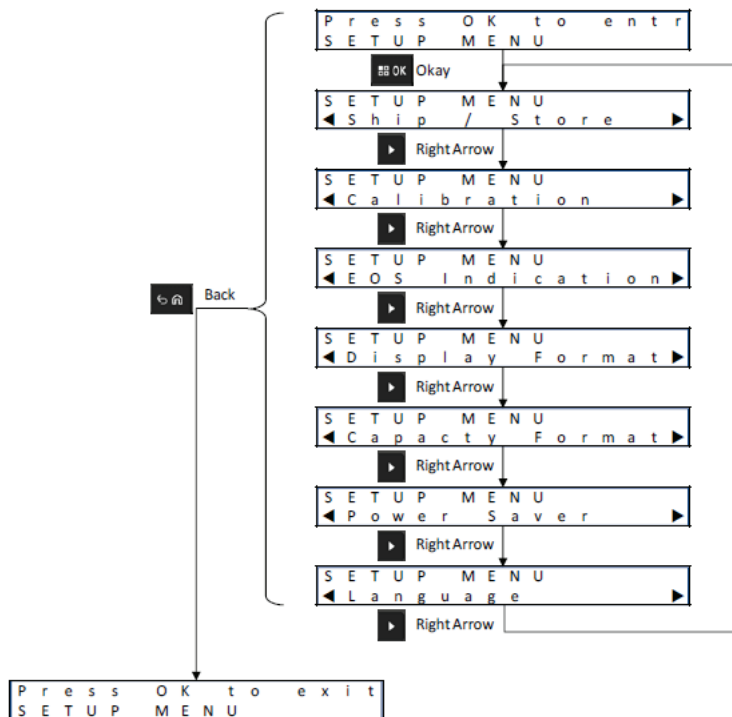 Press OK to entr
SETUP MENU
OK Okay
SETUP MENU
◀Ship / Store ▶
Right Arrow
SETUP MENU
◀Calibration ▶
Right Arrow
SETUP MENU
◀EOS Indication▶
Right Arrow
Back
SETUP MENU
◀Display Format▶
Right Arrow
SETUP MENU
◀Capacty Format▶
Right Arrow
SETUP MENU
◀Power Saver ▶
Right Arrow
SETUP MENU
◀Language ▶
Right Arrow
Press OK to exit
SETUP MENU